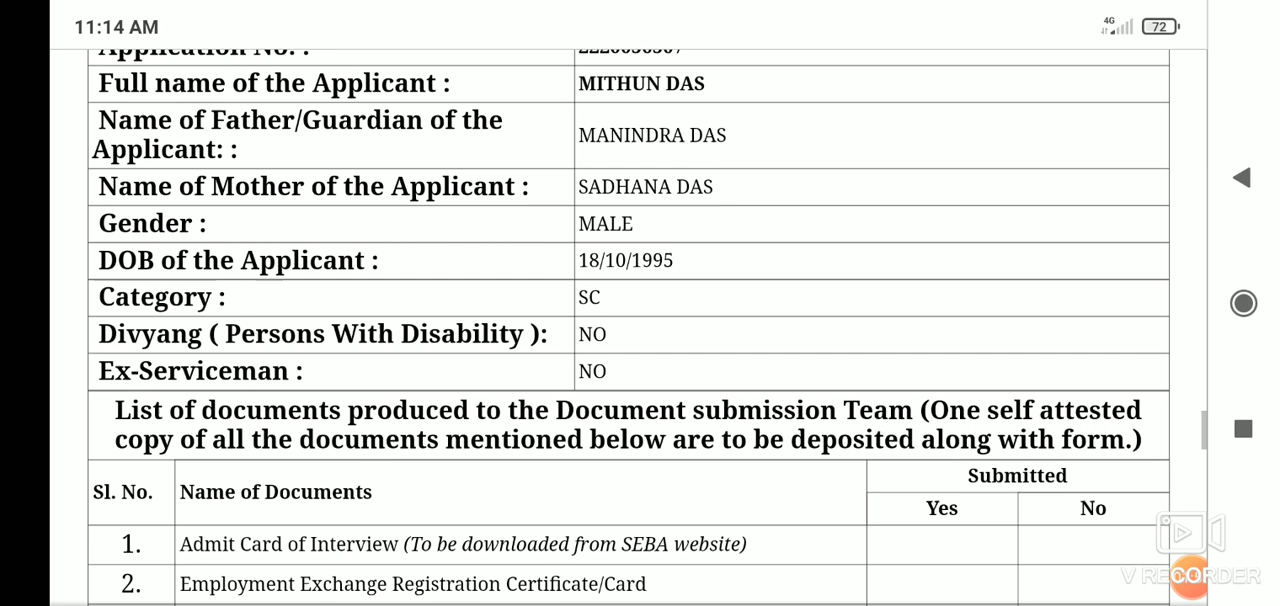 11:14 AM
4G
72
Application No. :
Full name of the Applicant :
MITHUN DAS
Name of Father/Guardian of the
Applicant: :
MANINDRA DAS
Name of Mother of the Applicant :
SADHANA DAS
Gender :
MALE
DOB of the Applicant :
18/10/1995
Category :
SC
Divyang ( Persons With Disability ):
NO
Ex-Serviceman :
NO
List of documents produced to the Document submission Team (One self attested
copy of all the documents mentioned below are to be deposited along with form.)
Sl. No.
Name of Documents
Submitted
Yes
No
1.
Admit Card of Interview (To be downloaded from SEBA website)
2.
Employment Exchange Registration Certificate/Card
V RECORDER